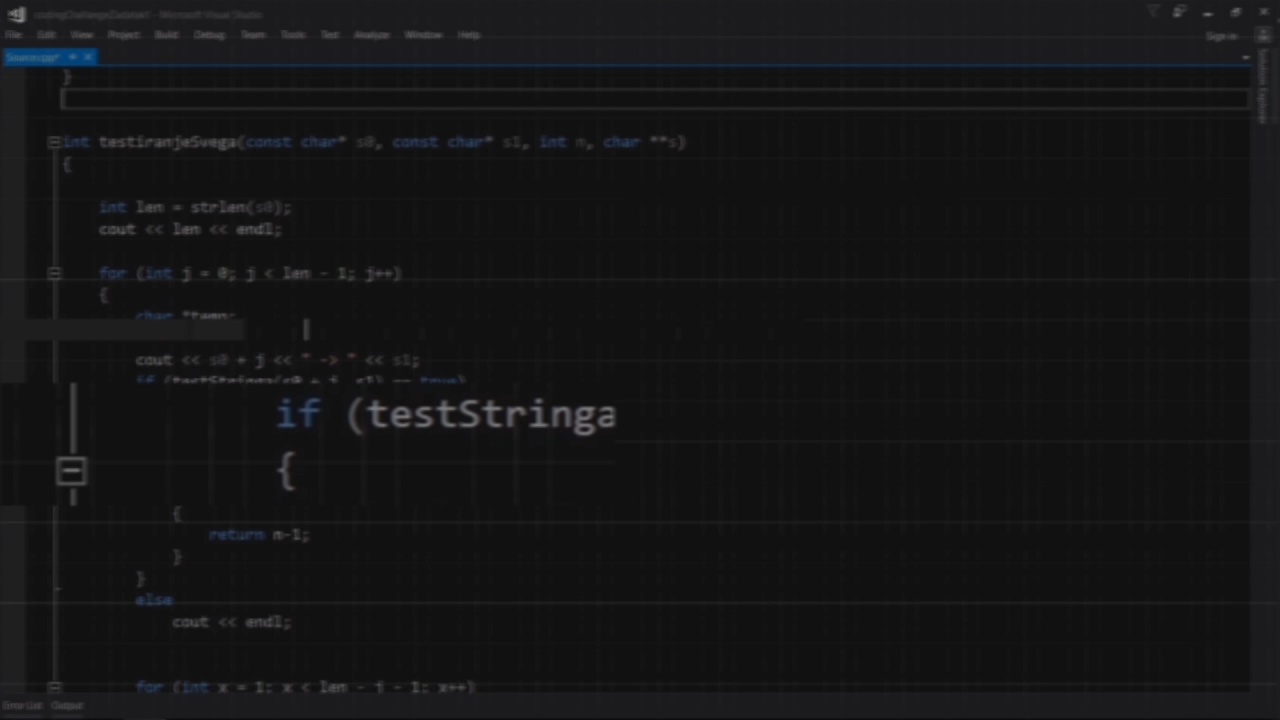 codingChallengeZadatak1 - Microsoft Visual Studio
File Edit View Project Build Debug Team Tools Test Analyze Window Help
Sign in
Source.cpp*
Solution Explorer
}
int testiranjeSvega(const char* s0, const char* s1, int n, char **s)
{
int len = strlen(s0);
cout << len << endl;
for (int j = 0; j < len - 1; j++)
{
char *temp;
cout << s0 + j << " -> " << s1;
if (testStringa(s0 + j, s1) == true)
if (testStringa
{
{
return n-1;
}
}
else
cout << endl;
for (int x = 1; x < len - j - 1; x++)
Error List Output